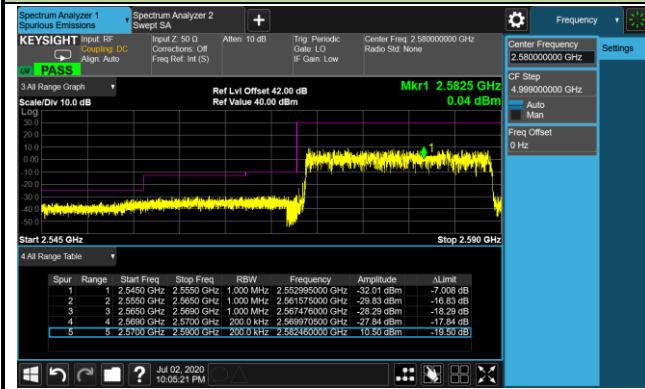 Spectrum Analyzer 1
Spurious Emissions
Spectrum Analyzer 2
Swept SA
Frequency
KEYSIGHT
Input: RF
Coupling: DC
Align: Auto
Input Z: 50 Ω
Corrections: Off
Freq Ref: Int (S)
Atten: 10 dB
Trig: Periodic
Gate: LO
IF Gain: Low
Center Freq: 2.580000000 GHz
Radio Std: None
PASS
Center Frequency
2.580000000 GHz
Settings
CF Step
4.999000000 GHz
Auto
Man
Freq Offset
0 Hz
3 All Range Graph
Scale/Div 10.0 dB
Ref Lvl Offset 42.00 dB
Ref Value 40.00 dBm
Mkr1 2.5825 GHz
0.04 dBm
Log
30.0
20.0
10.0
0.00
-10.0
-20.0
-30.0
-40.0
-50.0
1
Start 2.545 GHz
Stop 2.590 GHz
4 All Range Table
Spur Range Start Freq Stop Freq RBW Frequency Amplitude ΔLimit
1 1 2.5450 GHz 2.5550 GHz 1.000 MHz 2.552995000 GHz -32.01 dBm -7.008 dB
2 2 2.5550 GHz 2.5650 GHz 1.000 MHz 2.561575000 GHz -29.83 dBm -16.83 dB
3 3 2.5650 GHz 2.5690 GHz 1.000 MHz 2.567476000 GHz -28.29 dBm -18.29 dB
4 4 2.5690 GHz 2.5700 GHz 200.0 kHz 2.569970500 GHz -27.84 dBm -17.84 dB
5 5 2.5700 GHz 2.5900 GHz 200.0 kHz 2.582460000 GHz 10.50 dBm -19.50 dB
Jul 02, 2020
10:05:21 PM